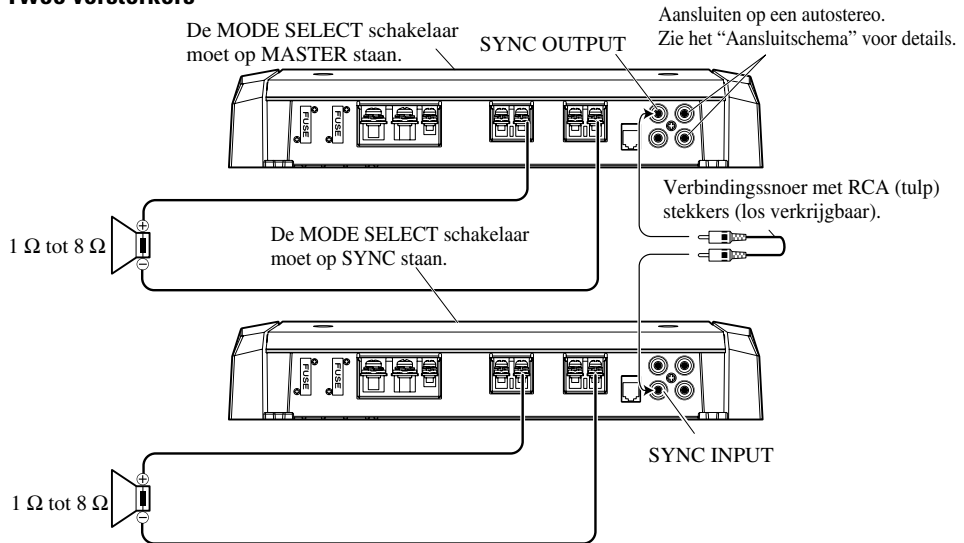 Twee versterkers
De MODE SELECT schakelaar
moet op MASTER staan.
SYNC OUTPUT
Aansluiten op een autostereo.
Zie het “Aansluitschema” voor details.
FUSE
FUSE
Verbindingssnoer met RCA (tulp)
stekkers (los verkrijgbaar).
1 Ω tot 8 Ω
+
−
De MODE SELECT schakelaar
moet op SYNC staan.
FUSE
FUSE
SYNC INPUT
1 Ω tot 8 Ω
+
−